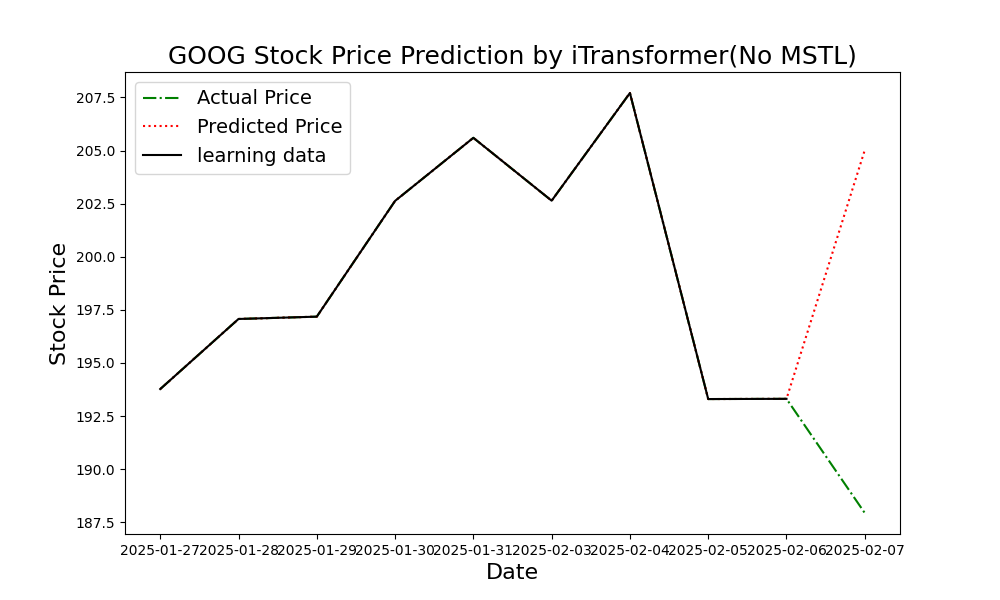 GOOG Stock Price Prediction by iTransformer(No MSTL)
Actual Price
Predicted Price
learning data
Stock Price
207.5
205.0
202.5
200.0
197.5
195.0
192.5
190.0
187.5
2025-01-27 2025-01-28 2025-01-29 2025-01-30 2025-01-31 2025-02-03 2025-02-04 2025-02-05 2025-02-06 2025-02-07
Date